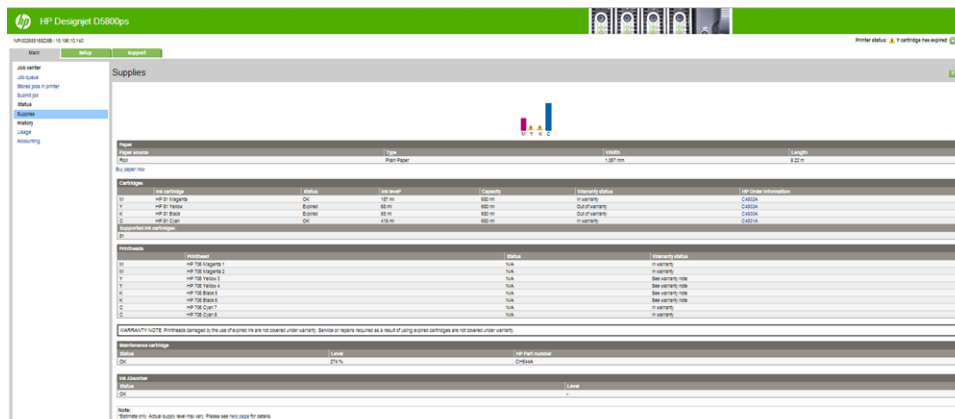 hp HP Designjet D5800ps
Printer status: Y cartridge has expired
Main Setup Support
Job center
Job queue
Stored jobs in printer
Submit job
Status
Supplies
History
Usage
Accounting
Supplies
M Y K C
Paper
Paper source Type Width Length
Roll Plain Paper 1,067 mm 9.22 m
Buy paper now
Cartridges
Ink cartridge Status Ink level* Capacity Warranty status HP Order Information
M HP 81 Magenta OK 187 ml 680 ml In warranty C4932A
Y HP 81 Yellow Expired 68 ml 680 ml Out of warranty C4933A
K HP 81 Black Expired 68 ml 680 ml Out of warranty C4930A
C HP 81 Cyan OK 418 ml 680 ml In warranty C4931A
Supported ink cartridges:
81
Printheads
Printhead Status Warranty status
M HP 706 Magenta 1 N/A In warranty
M HP 706 Magenta 2 N/A In warranty
Y HP 706 Yellow 3 N/A See warranty note
Y HP 706 Yellow 4 N/A See warranty note
K HP 706 Black 5 N/A See warranty note
K HP 706 Black 6 N/A See warranty note
C HP 706 Cyan 7 N/A In warranty
C HP 706 Cyan 8 N/A In warranty
WARRANTY NOTE: Printheads damaged by the use of expired ink are not covered under warranty. Service or repairs required as a result of using expired cartridges are not covered under warranty.
Maintenance cartridge
Status Level HP Part number
OK 274 % CH644A
Ink Absorber
Status Level
OK -
Note:
*Estimate only. Actual supply level may vary. Please see help page for details.